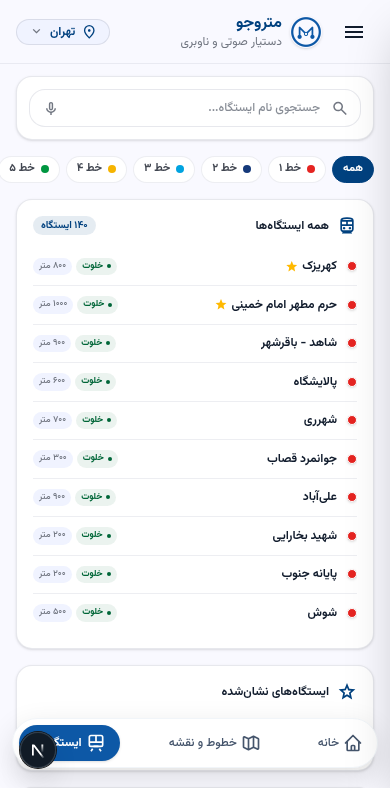 متروجو
دستیار صوتی و ناوبری
تهران
جستجوی نام ایستگاه...
همه
خط ۱
خط ۲
خط ۳
خط ۴
خط ۵
همه ایستگاه‌ها
۱۴۰ ایستگاه
کهریزک خلوت ۸۰۰ متر
حرم مطهر امام خمینی خلوت ۱۰۰۰ متر
شاهد - باقرشهر خلوت ۹۰۰ متر
پالایشگاه خلوت ۶۰۰ متر
شهرری خلوت ۷۰۰ متر
جوانمرد قصاب خلوت ۳۰۰ متر
علی‌آباد خلوت ۹۰۰ متر
شهید بخارایی خلوت ۲۰۰ متر
پایانه جنوب خلوت ۲۰۰ متر
شوش خلوت ۵۰۰ متر
ایستگاه‌های نشان‌شده
خانه
خطوط و نقشه
N